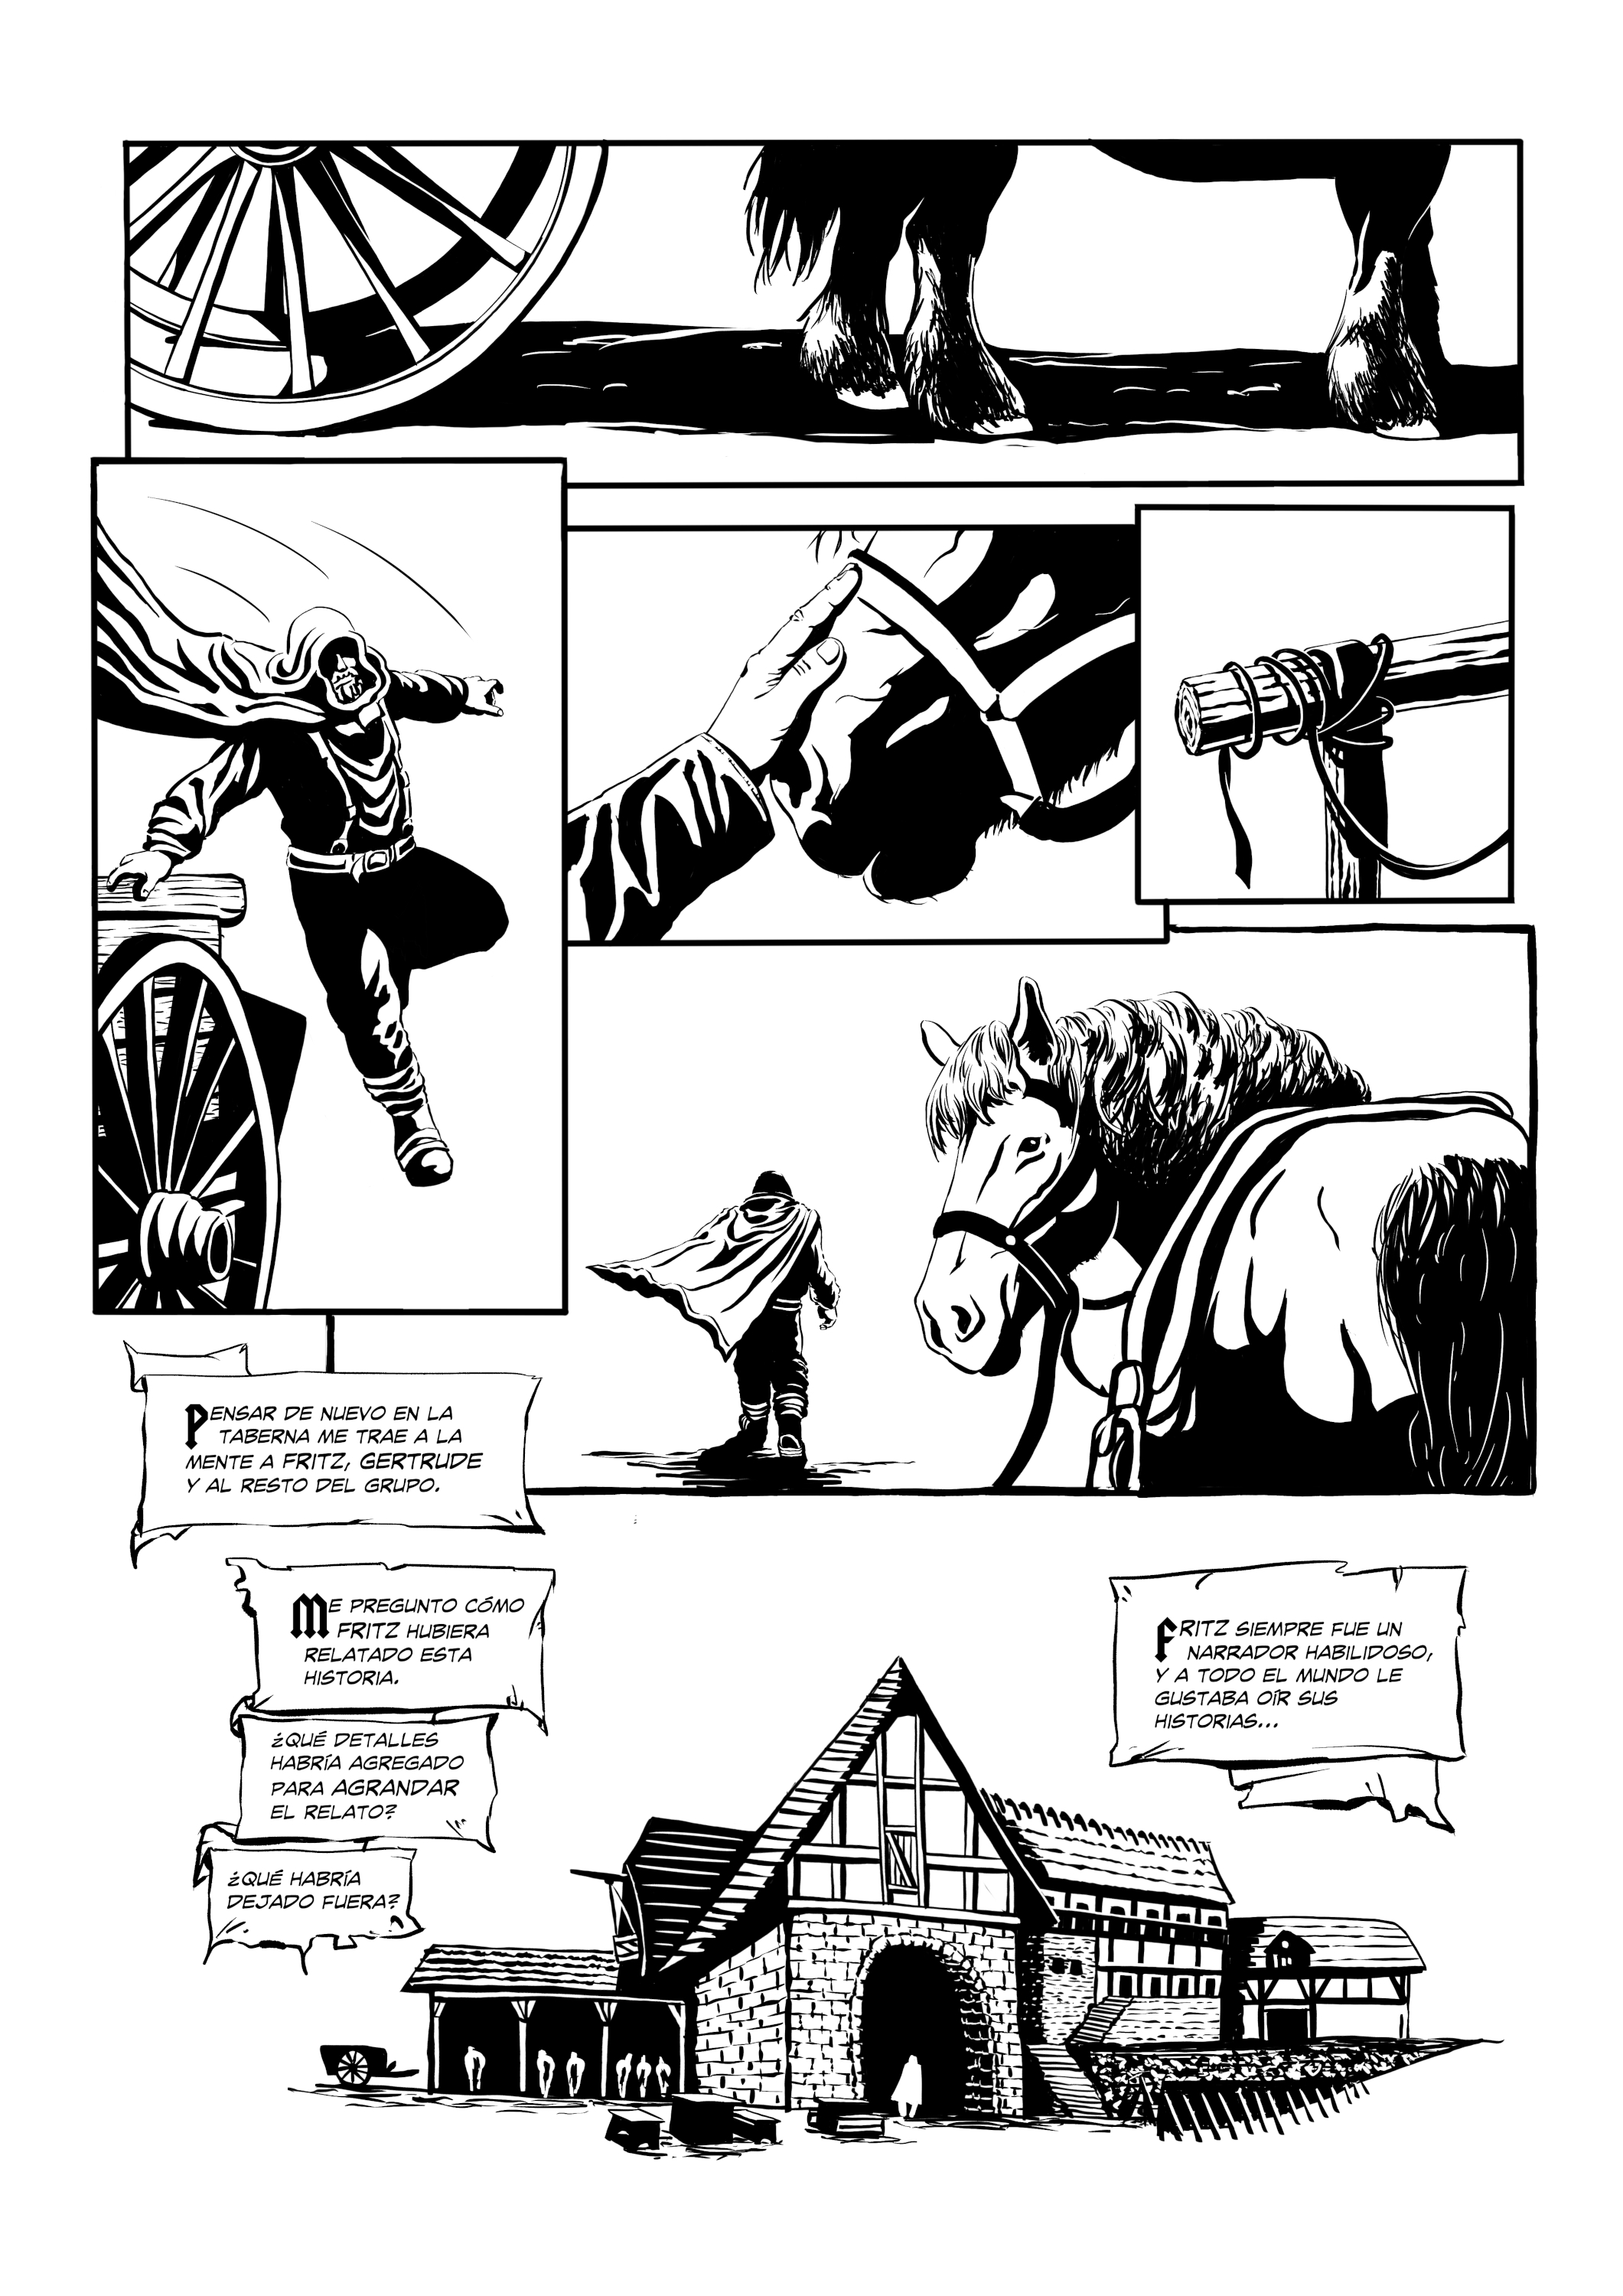 PENSAR DE NUEVO EN LA
TABERNA ME TRAE A LA
MENTE A FRITZ, GERTRUDE
Y AL RESTO DEL GRUPO.
ME PREGUNTO CÓMO
FRITZ HUBIERA
RELATADO ESTA
HISTORIA.
¿QUÉ DETALLES
HABRÍA AGREGADO
PARA AGRANDAR
EL RELATO?
¿QUÉ HABRÍA
DEJADO FUERA?
FRITZ SIEMPRE FUE UN
NARRADOR HABILIDOSO,
Y A TODO EL MUNDO LE
GUSTABA OÍR SUS
HISTORIAS...